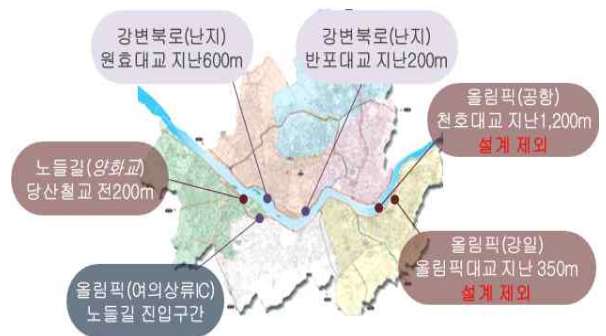 강변북로(난지)
원효대교 지난600m
강변북로(난지)
반포대교 지난200m
올림픽(공항)
천호대교 지난1,200m
설계 제외
노들길(양화교)
당산철교 전200m
올림픽(여의상류IC)
노들길 진입구간
올림픽(강일)
올림픽대교 지난 350m
설계 제외